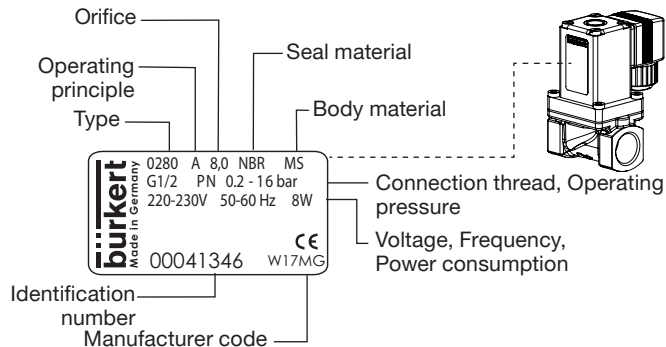 Orifice
Seal material
Operating
principle
Body material
Type
bürkert
Made in Germany
0280 A 8,0 NBR MS
G1/2 PN 0.2 - 16 bar
220-230V 50-60 Hz 8W
CE
00041346 W17MG
Connection thread, Operating
pressure
Voltage, Frequency,
Power consumption
Identification
number
Manufacturer code